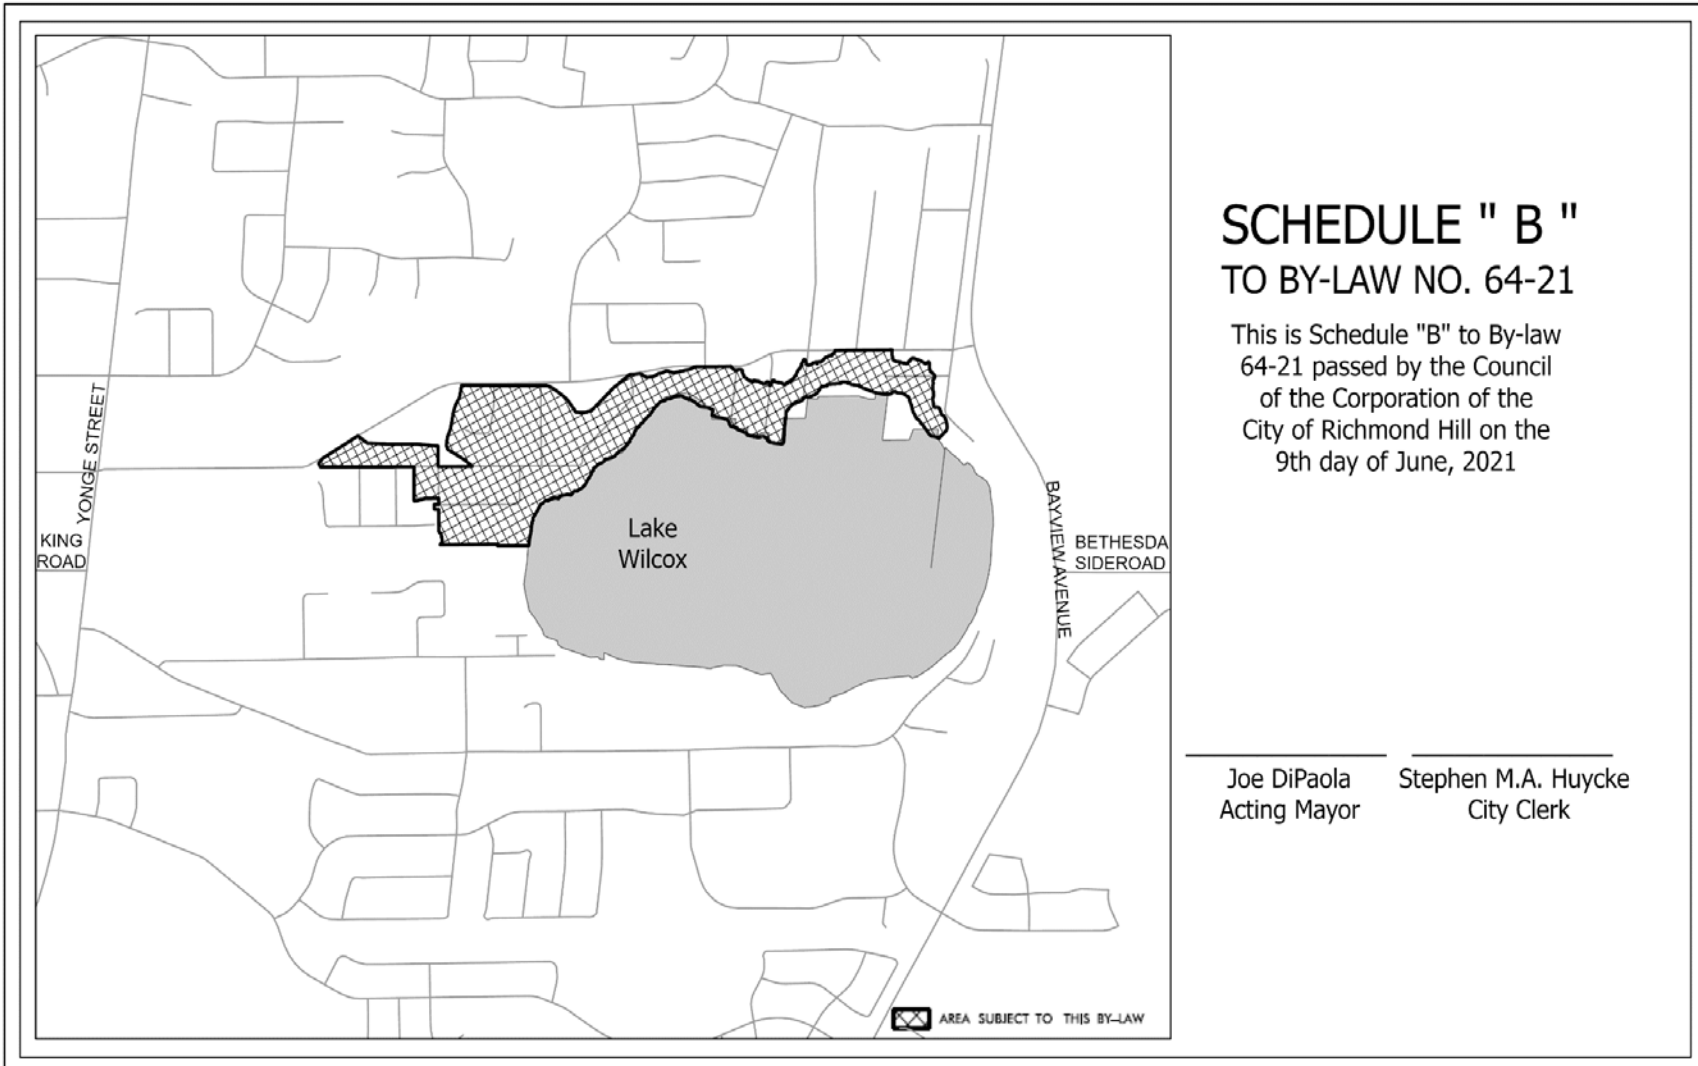 SCHEDULE " B "
TO BY-LAW NO. 64-21
This is Schedule "B" to By-law
64-21 passed by the Council
of the Corporation of the
City of Richmond Hill on the
9th day of June, 2021
YONGE STREET
KING
ROAD
Lake
Wilcox
BAYVIEW AVENUE
BETHESDA
SIDEROAD
Joe DiPaola
Acting Mayor
Stephen M.A. Huycke
City Clerk
AREA SUBJECT TO THIS BY-LAW